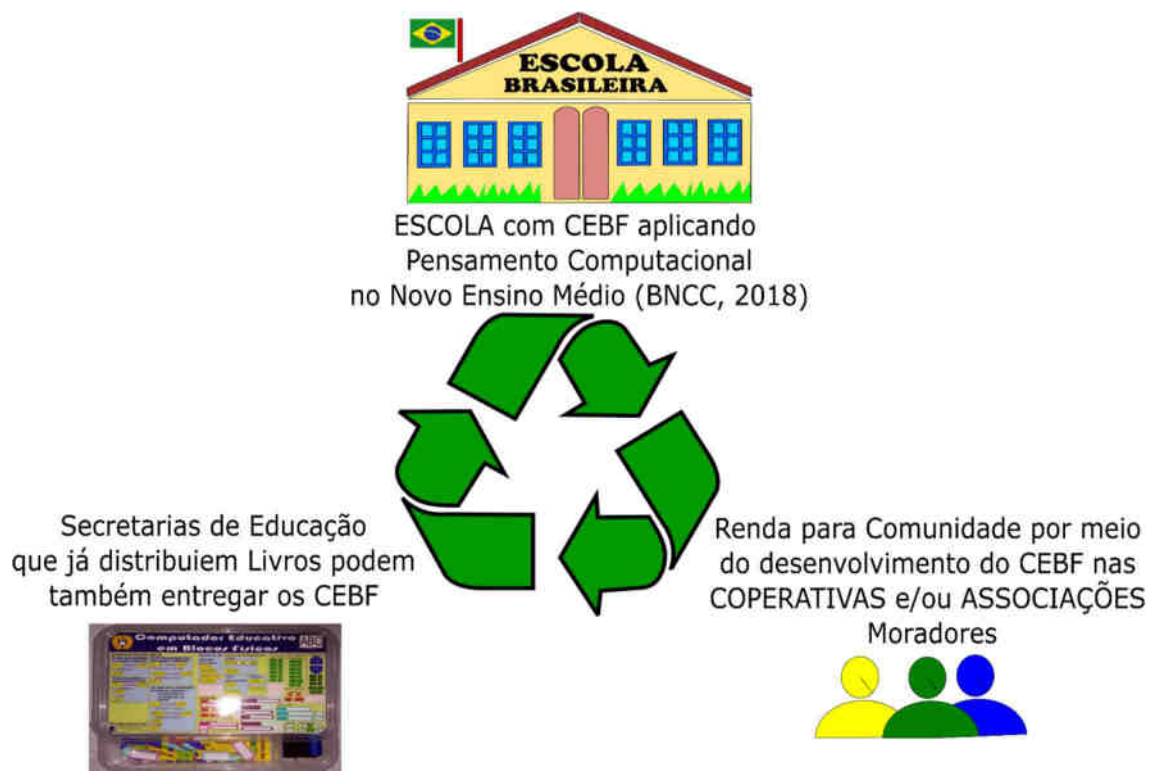 ESCOLA
BRASILEIRA
ESCOLA com CEBF aplicando
Pensamento Computacional
no Novo Ensino Médio (BNCC, 2018)
Secretarias de Educação
que já distribuiem Livros podem
também entregar os CEBF
Computador Educativo
em Blocos Físicos
Renda para Comunidade por meio
do desenvolvimento do CEBF nas
COPERATIVAS e/ou ASSOCIAÇÕES
Moradores